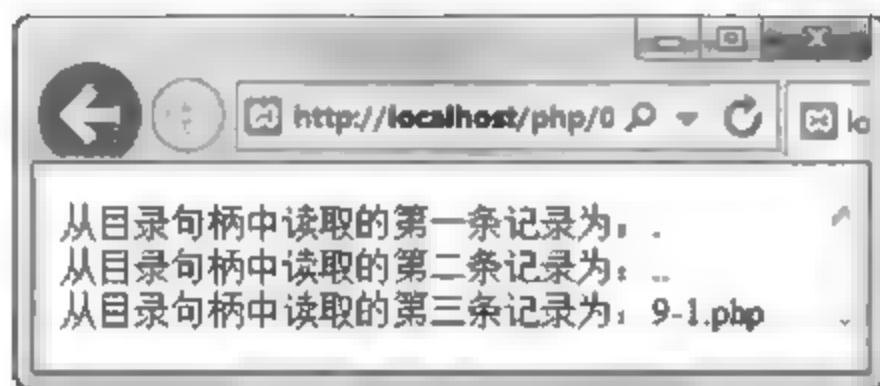 http://localhost/php/0
lo
从目录句柄中读取的第一条记录为：.
从目录句柄中读取的第二条记录为：..
从目录句柄中读取的第三条记录为：9-1.php